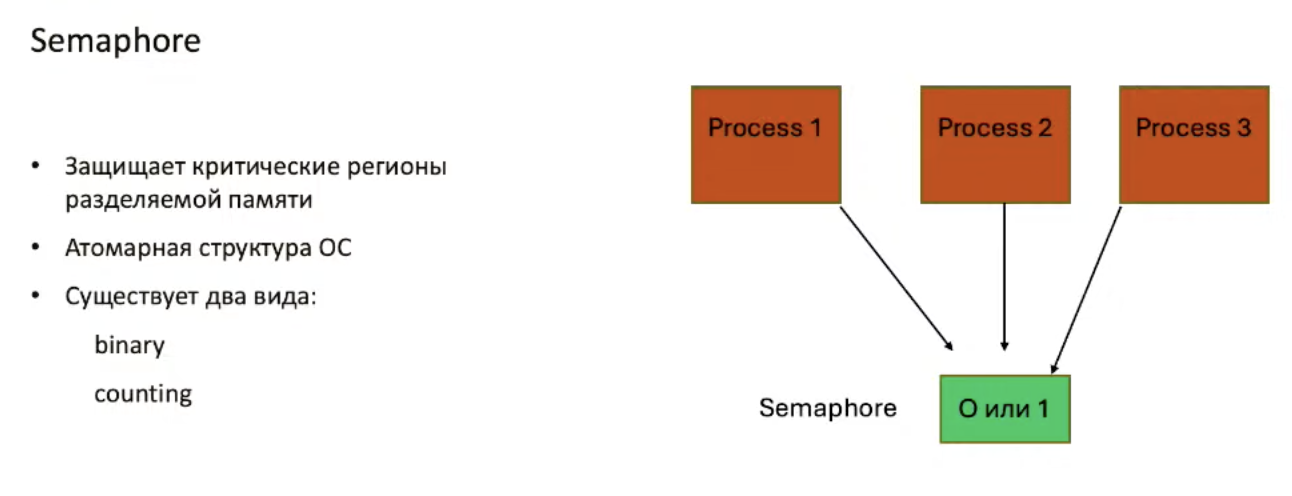 Semaphore
• Защищает критические регионы
разделяемой памяти
• Атомарная структура ОС
• Существует два вида:
binary
counting
Process 1
Process 2
Process 3
Semaphore
О или 1